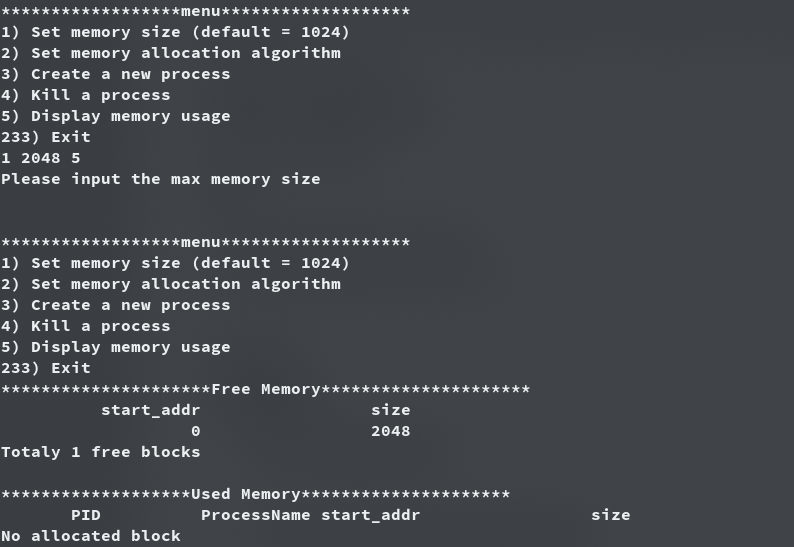 ******************menu*******************
1) Set memory size (default = 1024)
2) Set memory allocation algorithm
3) Create a new process
4) Kill a process
5) Display memory usage
233) Exit
1 2048 5
Please input the max memory size
******************menu*******************
1) Set memory size (default = 1024)
2) Set memory allocation algorithm
3) Create a new process
4) Kill a process
5) Display memory usage
233) Exit
*********************Free Memory*********************
          start_addr                 size
                   0                 2048
Totaly 1 free blocks
*******************Used Memory*********************
       PID          ProcessName start_addr                 size
No allocated block